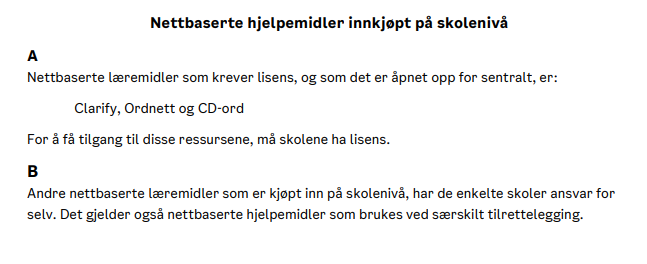 Nettbaserte hjelpemidler innkjøpt på skolenivå
A
Nettbaserte læremidler som krever lisens, og som det er åpnet opp for sentralt, er:
Clarify, Ordnett og CD-ord
For å få tilgang til disse ressursene, må skolene ha lisens.
B
Andre nettbaserte læremidler som er kjøpt inn på skolenivå, har de enkelte skoler ansvar for
selv. Det gjelder også nettbaserte hjelpemidler som brukes ved særskilt tilrettelegging.